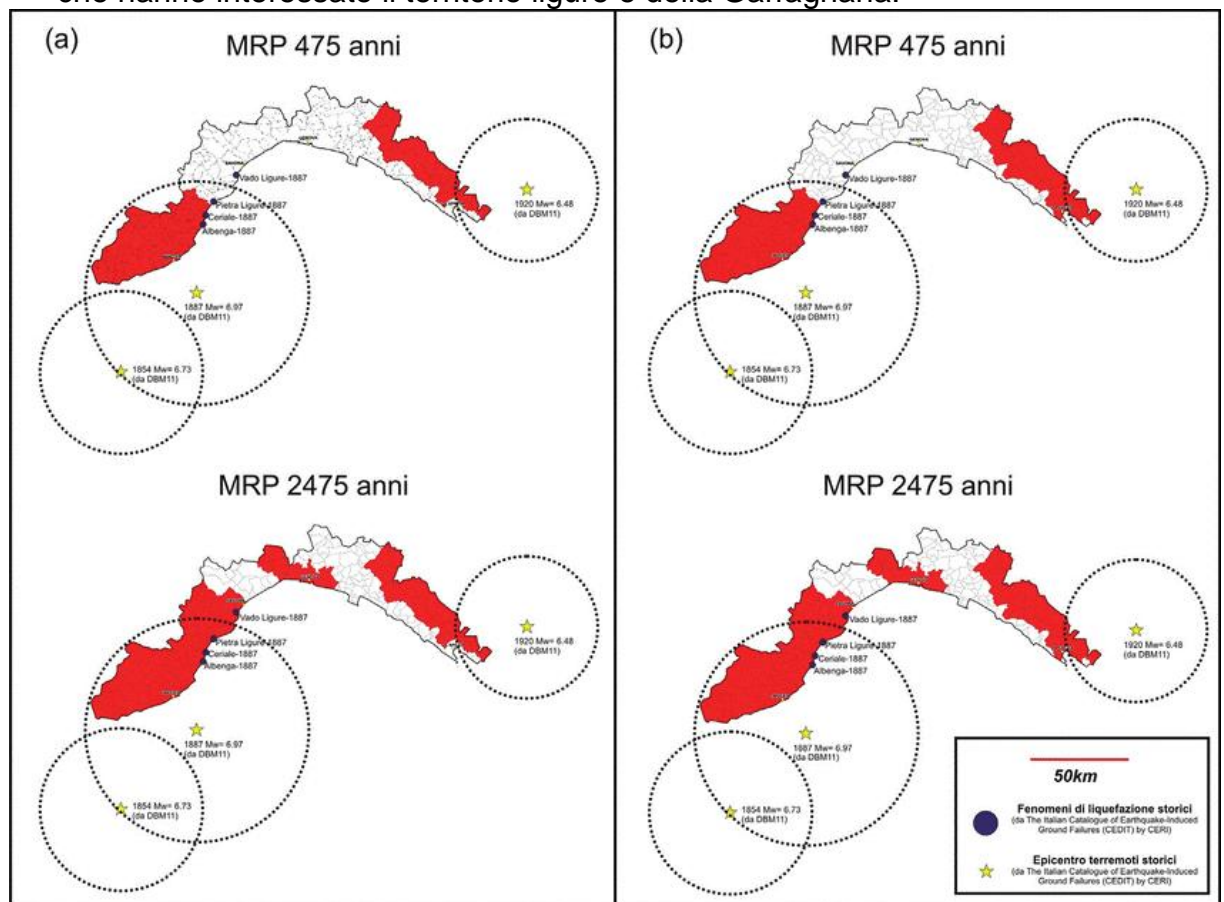 che hanno interessato il territorio ligure e della Garfagnana.
(a)
MRP 475 anni
GENOVA
SAVONA
Vado Ligure-1887
Pietra Ligure-1887
Ceriale-1887
Albenga-1887
1920 Mw= 6.48
(da DBM11)
1887 Mw= 6.97
(da DBM11)
1854 Mw= 6.73
(da DBM11)
MRP 2475 anni
Vado Ligure-1887
Pietra Ligure-1887
Ceriale-1887
Albenga-1887
1920 Mw= 6.48
(da DBM11)
1887 Mw= 6.97
(da DBM11)
1854 Mw= 6.73
(da DBM11)
(b)
MRP 475 anni
GENOVA
SAVONA
Vado Ligure-1887
Pietra Ligure-1887
Ceriale-1887
Albenga-1887
1920 Mw= 6.48
(da DBM11)
1887 Mw= 6.97
(da DBM11)
1854 Mw= 6.73
(da DBM11)
MRP 2475 anni
Vado Ligure-1887
Pietra Ligure-1887
Ceriale-1887
Albenga-1887
1920 Mw= 6.48
(da DBM11)
1887 Mw= 6.97
(da DBM11)
1854 Mw= 6.73
(da DBM11)
50km
Fenomeni di liquefazione storici
(da The Italian Catalogue of Earthquake-Induced
Ground Failures (CEDIT) by CERI)
Epicentro terremoti storici
(da The Italian Catalogue of Earthquake-Induced
Ground Failures (CEDIT) by CERI)